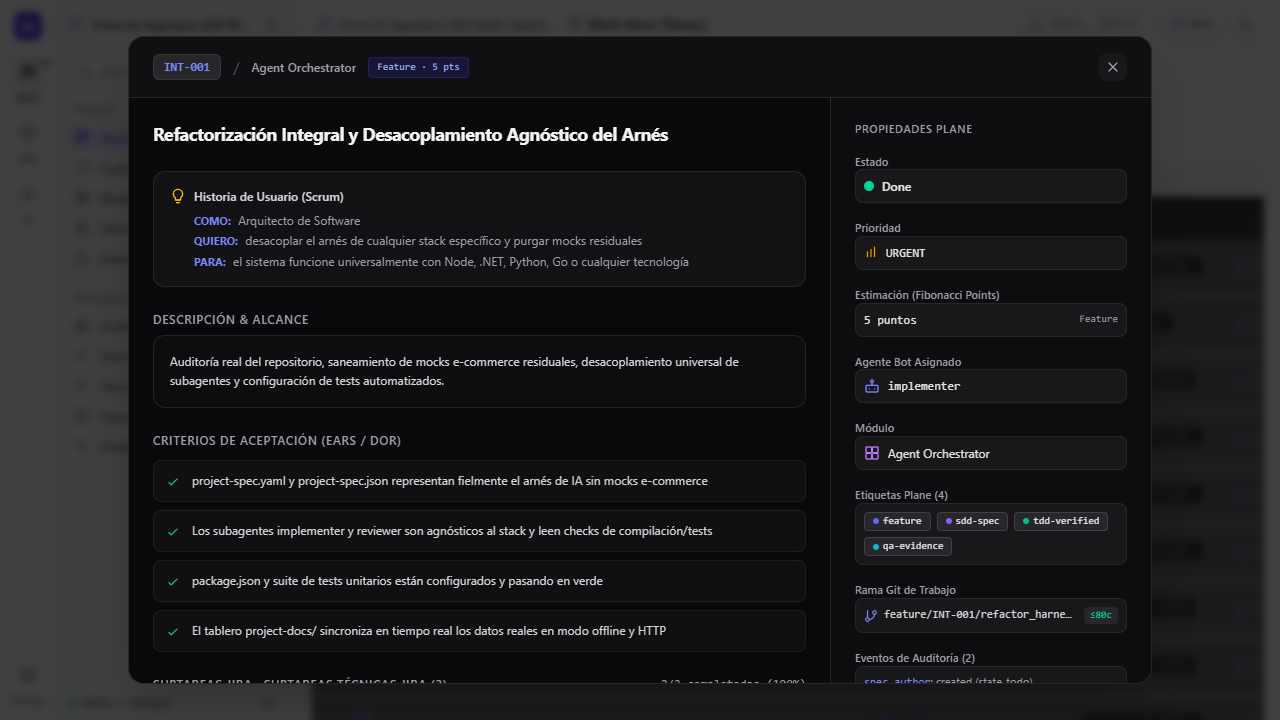 INT-001 / Agent Orchestrator Feature · 5 pts
Refactorización Integral y Desacoplamiento Agnóstico del Arnés
Historia de Usuario (Scrum)
COMO: Arquitecto de Software
QUIERO: desacoplar el arnés de cualquier stack específico y purgar mocks residuales
PARA: el sistema funcione universalmente con Node, .NET, Python, Go o cualquier tecnología
DESCRIPCIÓN & ALCANCE
Auditoría real del repositorio, saneamiento de mocks e-commerce residuales, desacoplamiento universal de
subagentes y configuración de tests automatizados.
CRITERIOS DE ACEPTACIÓN (EARS / DOR)
project-spec.yaml y project-spec.json representan fielmente el arnés de IA sin mocks e-commerce
Los subagentes implementer y reviewer son agnósticos al stack y leen checks de compilación/tests
package.json y suite de tests unitarios están configurados y pasando en verde
El tablero project-docs/ sincroniza en tiempo real los datos reales en modo offline y HTTP
PROPIEDADES PLANE
Estado
Done
Prioridad
URGENT
Estimación (Fibonacci Points)
5 puntos Feature
Agente Bot Asignado
implementer
Módulo
Agent Orchestrator
Etiquetas Plane (4)
feature sdd-spec tdd-verified
qa-evidence
Rama Git de Trabajo
feature/INT-001/refactor_harne… ≤80c
Eventos de Auditoría (2)
spec_author: created (state todo)